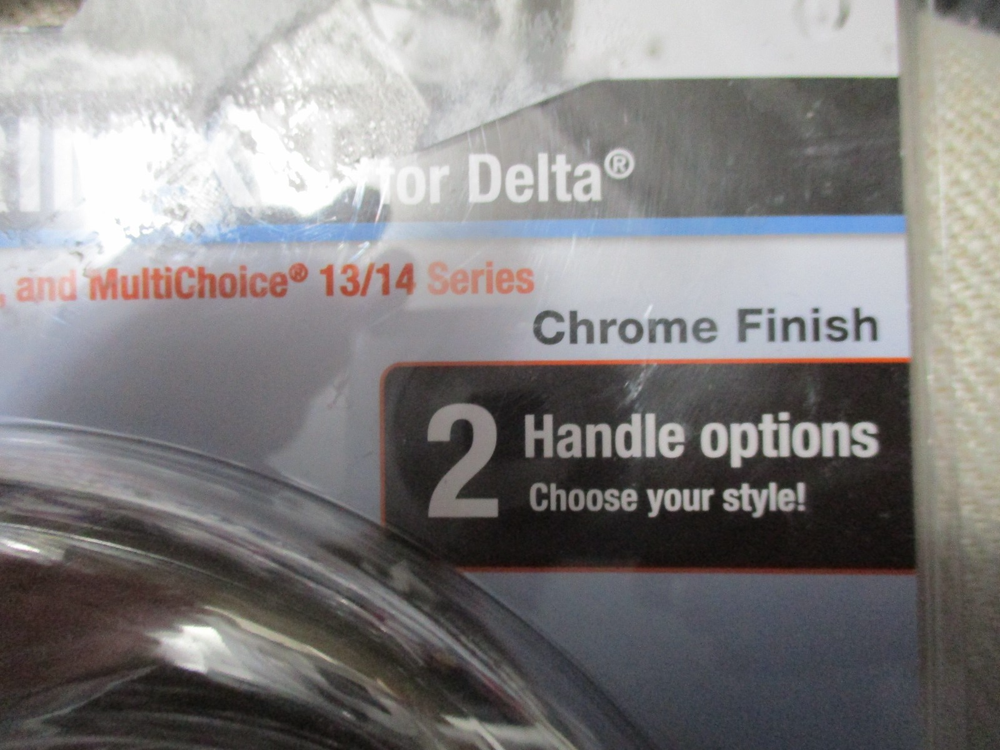 for Delta®
, and MultiChoice® 13/14 Series
Chrome Finish
2 Handle options
Choose your style!